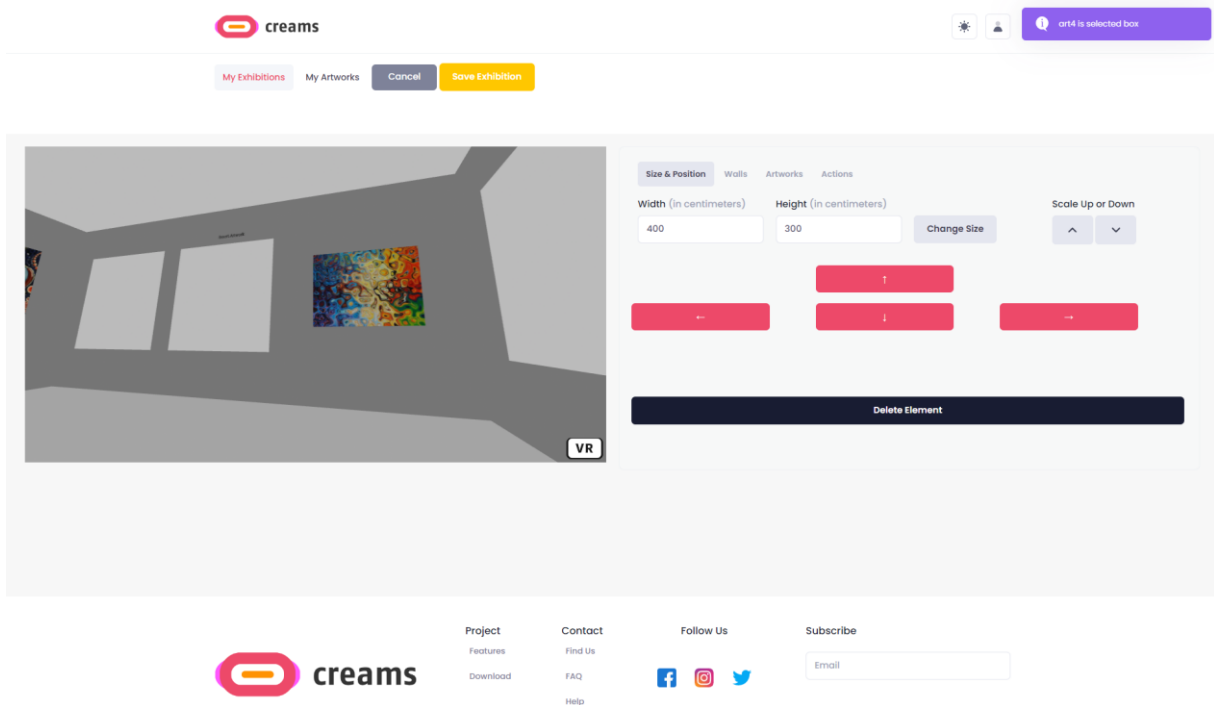 creams
art4 is selected box
My Exhibitions My Artworks Cancel Save Exhibition
Size & Position Walls Artworks Actions
Width (in centimeters) Height (in centimeters) Scale Up or Down
400 300 Change Size
↑
← ↓ →
Delete Element
VR
Project Contact Follow Us Subscribe
Features Find Us
Email
creams
Download FAQ
Help